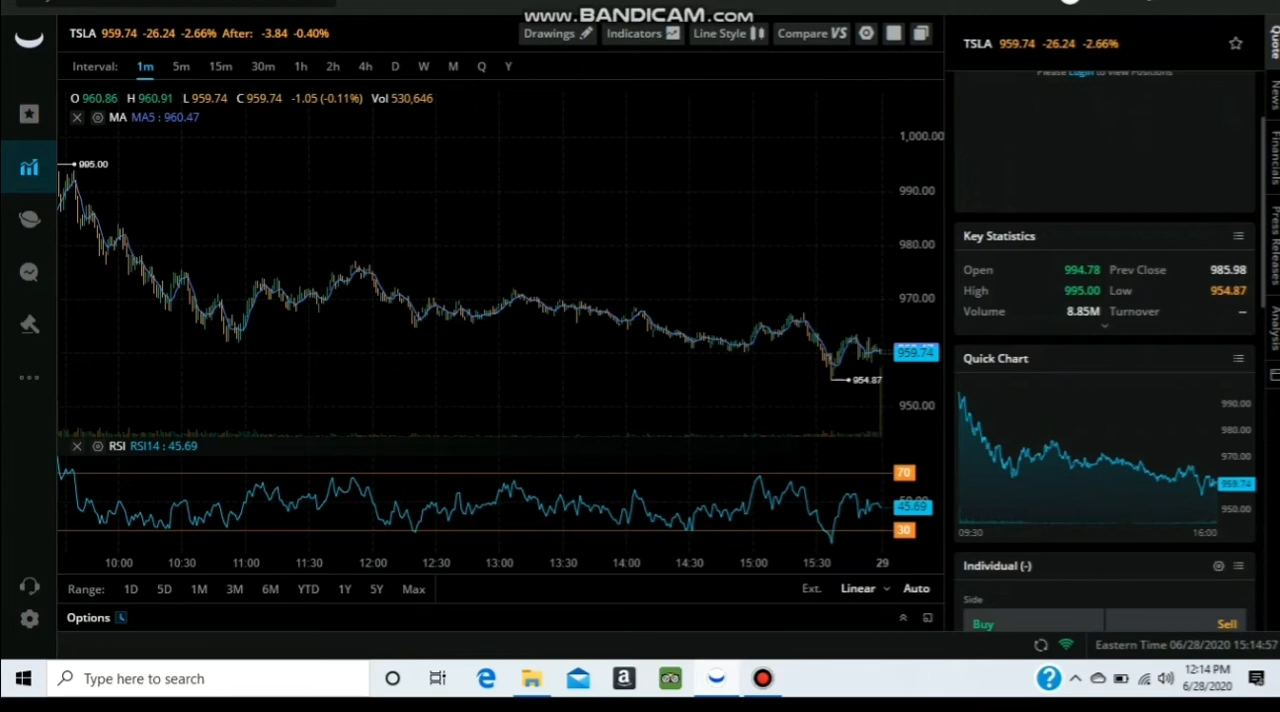 www.BANDICAM.com
TSLA 959.74 -26.24 -2.66% After: -3.84 -0.40%
Drawings Indicators Line Style Compare VS
Interval: 1m 5m 15m 30m 1h 2h 4h D W M Q Y
O 960.86 H 960.91 L 959.74 C 959.74 -1.05 (-0.11%) Vol 530,646
MA MA5 : 960.47
995.00
1,000.00
990.00
980.00
970.00
959.74
954.87
950.00
RSI RSI14 : 45.69
70
45.69
30
10:00 10:30 11:00 11:30 12:00 12:30 13:00 13:30 14:00 14:30 15:00 15:30 29
Range: 1D 5D 1M 3M 6M YTD 1Y 5Y Max
Ext. Linear Auto
Options L
TSLA 959.74 -26.24 -2.66%
Please Login to view Positions
Key Statistics
Open 994.78 Prev Close 985.98
High 995.00 Low 954.87
Volume 8.85M Turnover –
Quick Chart
990.00
980.00
970.00
959.74
950.00
09:30 16:00
Individual (-)
Side
Buy Sell
Quote
News
Financials
Press Releases
Analysis
Eastern Time 06/28/2020 15:14:57
Type here to search
12:14 PM
6/28/2020